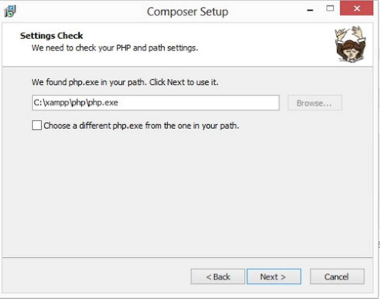 Composer Setup
Settings Check
We need to check your PHP and path settings.
We found php.exe in your path. Click Next to use it.
C:\xampp\php\php.exe
Browse...
Choose a different php.exe from the one in your path.
< Back
Next >
Cancel